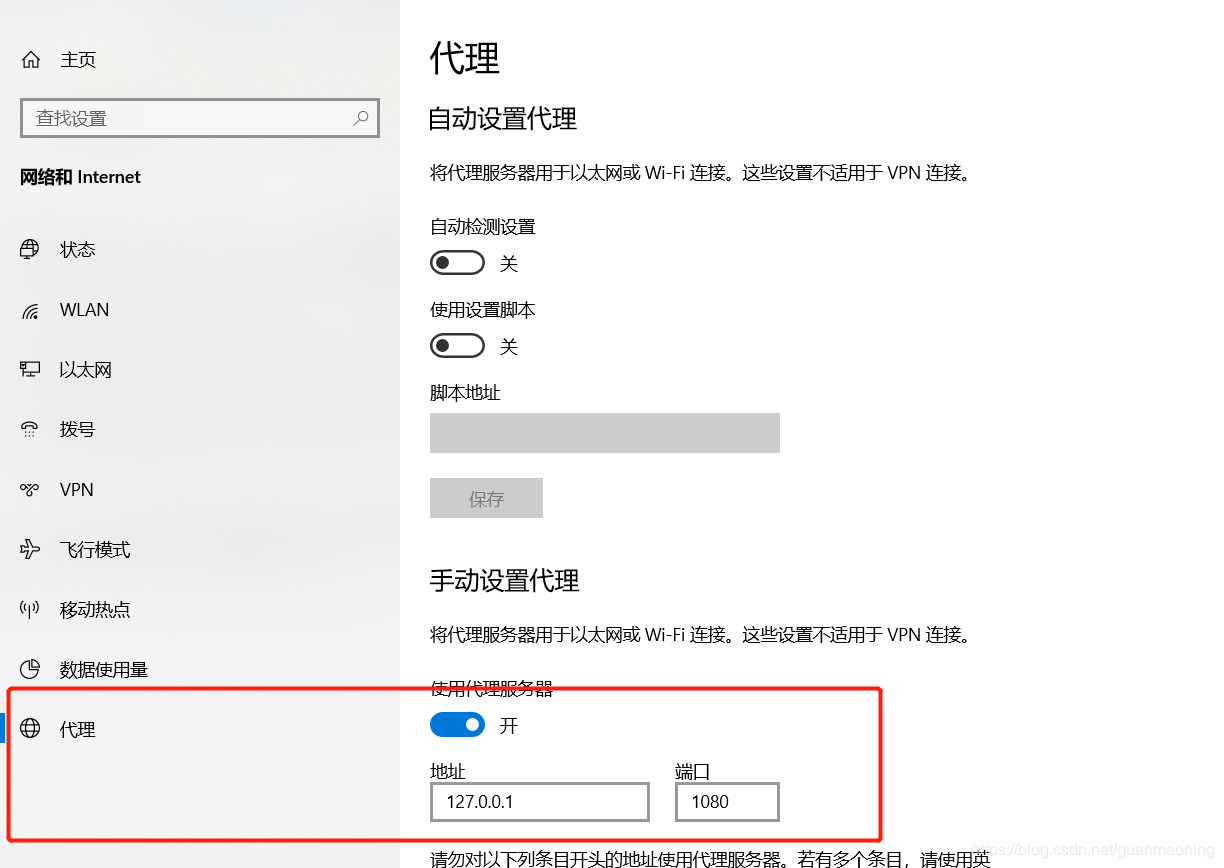 主页
查找设置
网络和 Internet
状态
WLAN
以太网
拨号
VPN
飞行模式
移动热点
数据使用量
代理
代理
自动设置代理
将代理服务器用于以太网或 Wi-Fi 连接。这些设置不适用于 VPN 连接。
自动检测设置
关
使用设置脚本
关
脚本地址
保存
手动设置代理
将代理服务器用于以太网或 Wi-Fi 连接。这些设置不适用于 VPN 连接。
使用代理服务器
开
地址 端口
127.0.0.1 1080
请勿对以下列条目开头的地址使用代理服务器。若有多个条目，请使用英
https://blog.csdn.net/guanmaoning